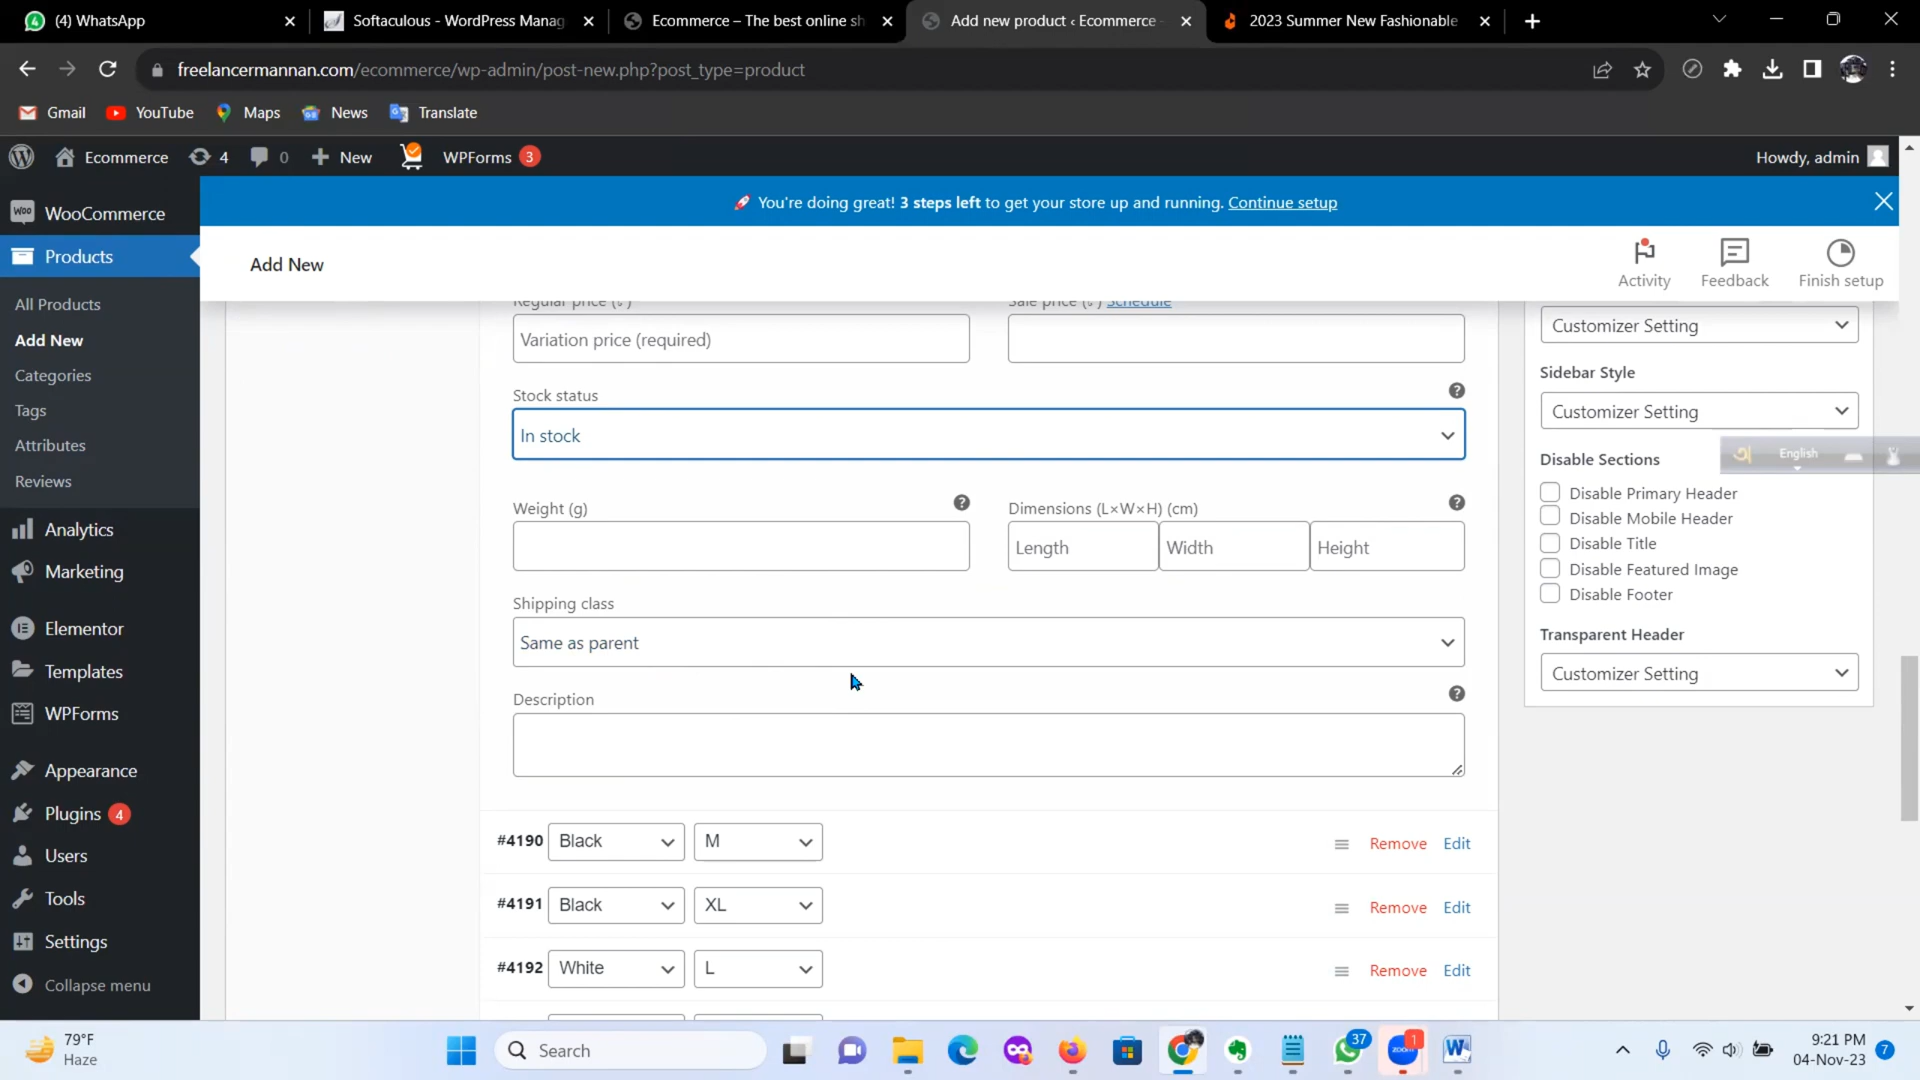 (4) WhatsApp
Softaculous - WordPress Manag
Ecommerce – The best online sh
Add new product ‹ Ecommerce -
2023 Summer New Fashionable
freelancermannan.com/ecommerce/wp-admin/post-new.php?post_type=product
Gmail YouTube Maps News Translate
Ecommerce 4 0 New WPForms 3 Howdy, admin
You're doing great! 3 steps left to get your store up and running. Continue setup
Add New
Activity Feedback Finish setup
WooCommerce
Products
All Products
Add New
Categories
Tags
Attributes
Reviews
Analytics
Marketing
Elementor
Templates
WPForms
Appearance
Plugins 4
Users
Tools
Settings
Collapse menu
Variation price (required)
Stock status
In stock
Weight (g)
Dimensions (L×W×H) (cm)
Length Width Height
Shipping class
Same as parent
Description
#4190 Black M Remove Edit
#4191 Black XL Remove Edit
#4192 White L Remove Edit
Customizer Setting
Sidebar Style
Customizer Setting
English
Disable Sections
Disable Primary Header
Disable Mobile Header
Disable Title
Disable Featured Image
Disable Footer
Transparent Header
Customizer Setting
79°F
Haze
Search
37
1
9:21 PM
04-Nov-23
7